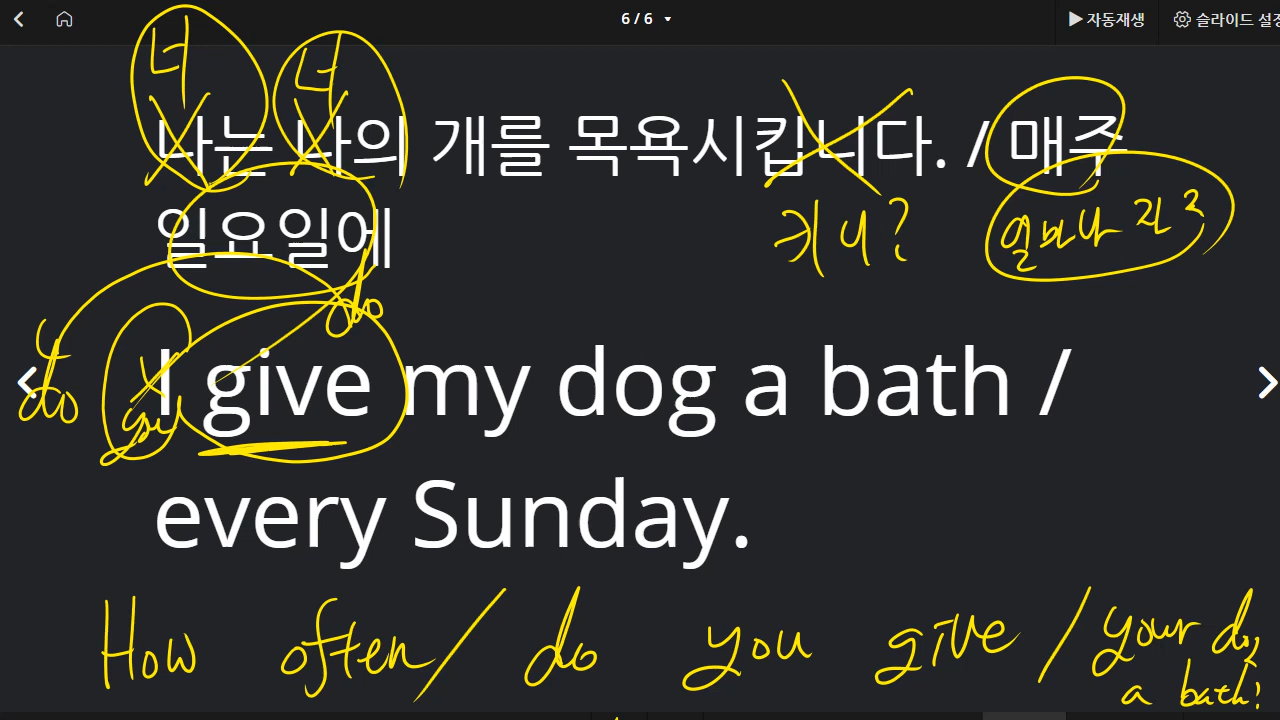 6 / 6 자동재생 슬라이드 설정
너 너
나는 나의 개를 목욕시킵니다. / 매주
일요일에
키니? 얼마나 자주
do
do you
I give my dog a bath /
every Sunday.
How often / do you give / your dog
a bath?